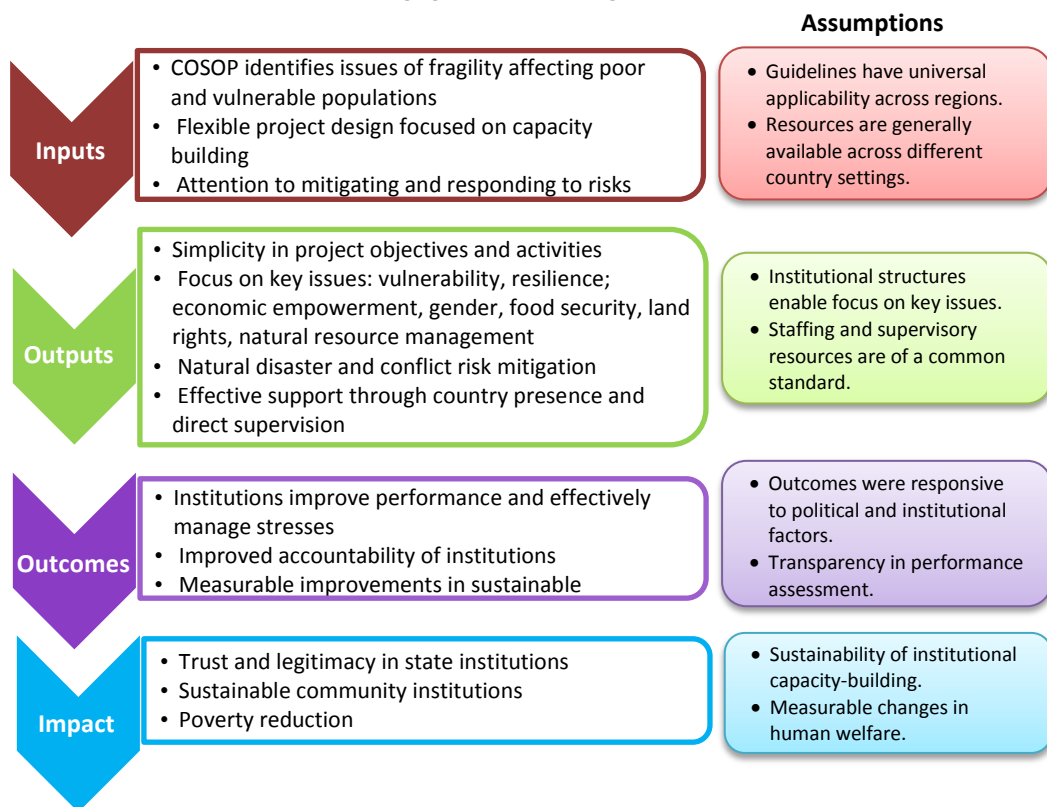 Assumptions
Inputs
• COSOP identifies issues of fragility affecting poor
and vulnerable populations
• Flexible project design focused on capacity
building
• Attention to mitigating and responding to risks
• Guidelines have universal
applicability across regions.
• Resources are generally
available across different
country settings.
Outputs
• Simplicity in project objectives and activities
• Focus on key issues: vulnerability, resilience;
economic empowerment, gender, food security, land
rights, natural resource management
• Natural disaster and conflict risk mitigation
• Effective support through country presence and
direct supervision
• Institutional structures
enable focus on key issues.
• Staffing and supervisory
resources are of a common
standard.
Outcomes
• Institutions improve performance and effectively
manage stresses
• Improved accountability of institutions
• Measurable improvements in sustainable
• Outcomes were responsive
to political and institutional
factors.
• Transparency in performance
assessment.
Impact
• Trust and legitimacy in state institutions
• Sustainable community institutions
• Poverty reduction
• Sustainability of institutional
capacity-building.
• Measurable changes in
human welfare.